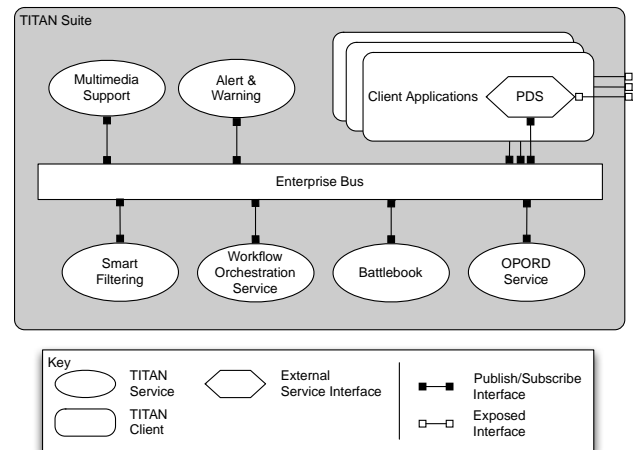 TITAN Suite
Multimedia
Support
Alert &
Warning
Client Applications
PDS
Enterprise Bus
Smart
Filtering
Workflow
Orchestration
Service
Battlebook
OPORD
Service
Key
TITAN
Service
External
Service Interface
Publish/Subscribe
Interface
TITAN
Client
Exposed
Interface